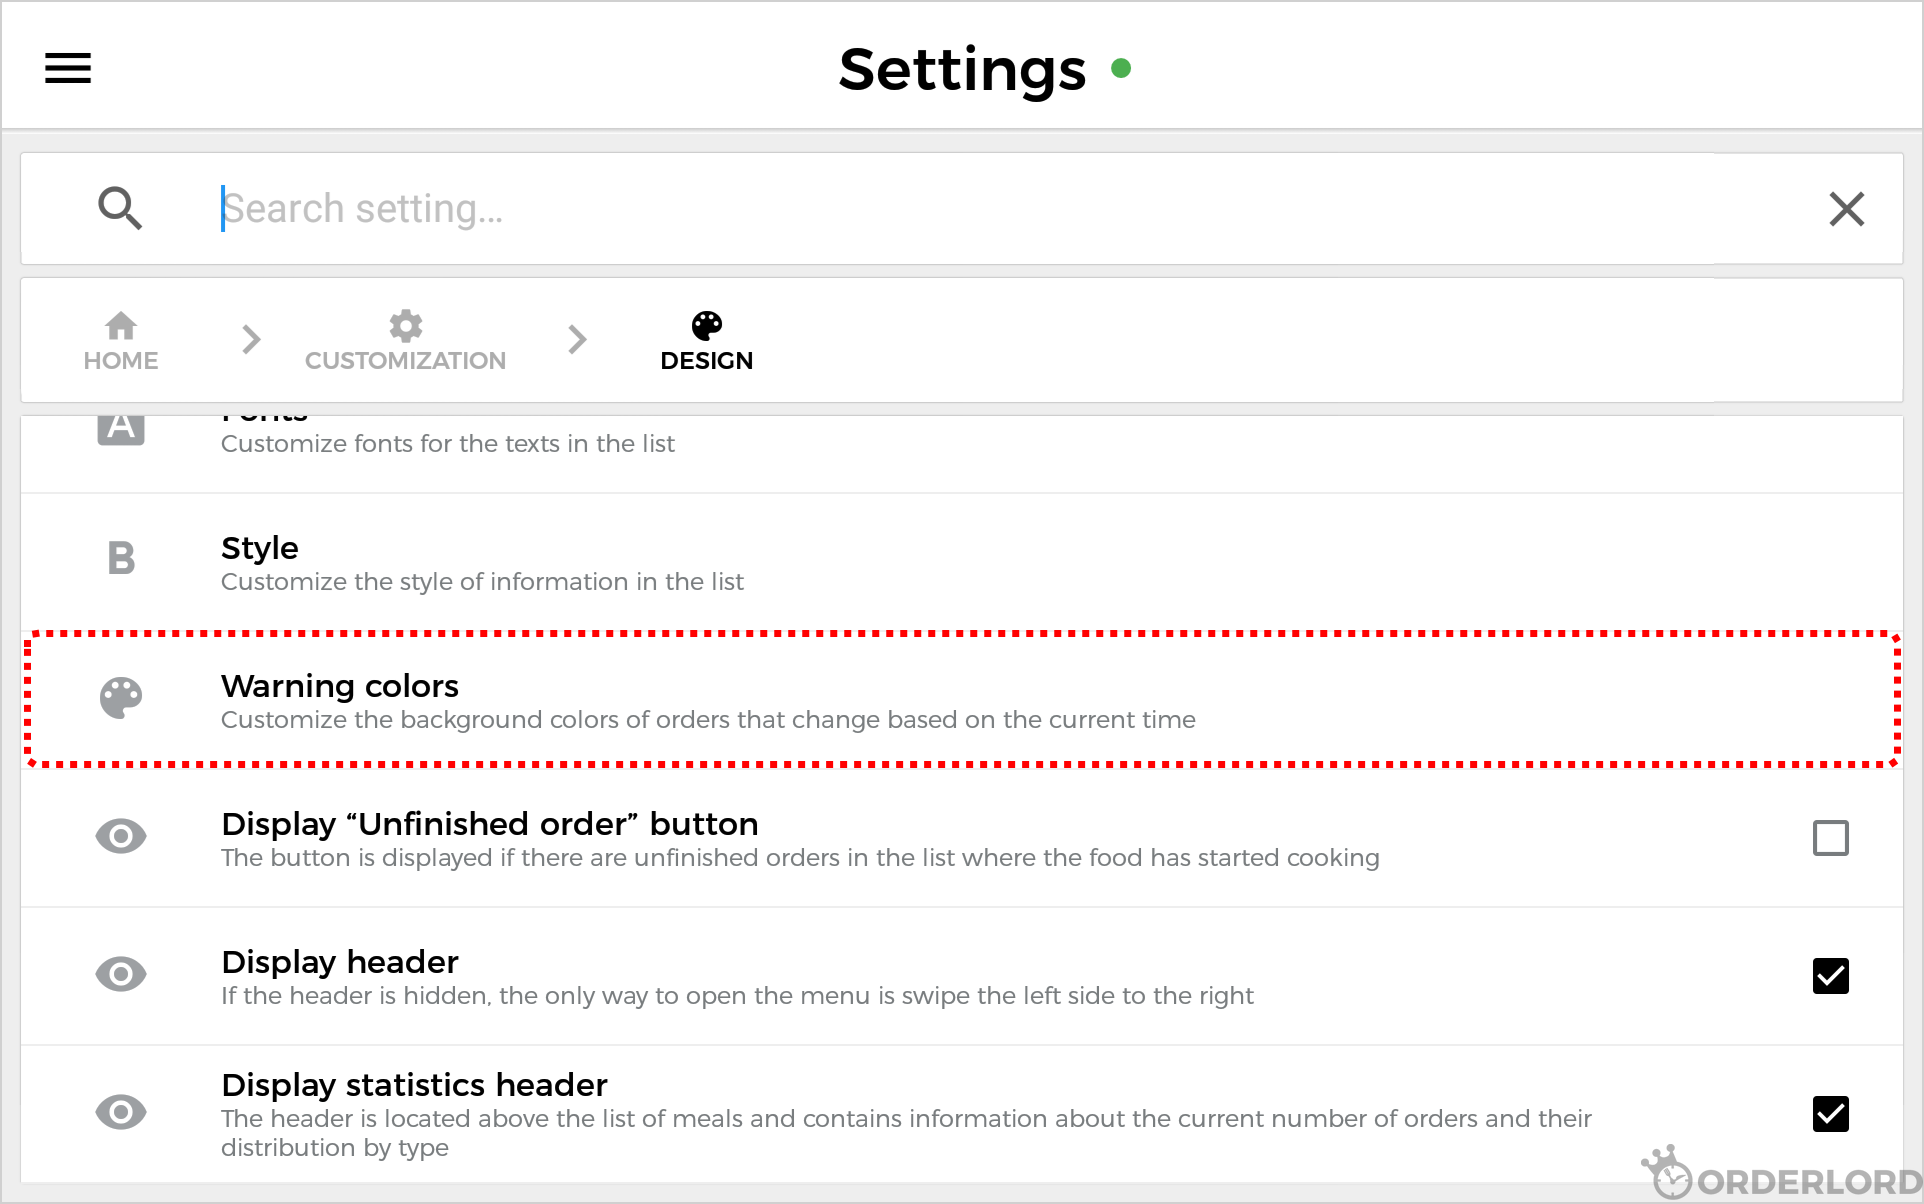 Settings
Search setting...
HOME
CUSTOMIZATION
DESIGN
A
Fonts
Customize fonts for the texts in the list
B
Style
Customize the style of information in the list
Warning colors
Customize the background colors of orders that change based on the current time
Display “Unfinished order” button
The button is displayed if there are unfinished orders in the list where the food has started cooking
Display header
If the header is hidden, the only way to open the menu is swipe the left side to the right
Display statistics header
The header is located above the list of meals and contains information about the current number of orders and their
distribution by type
ORDERLORD